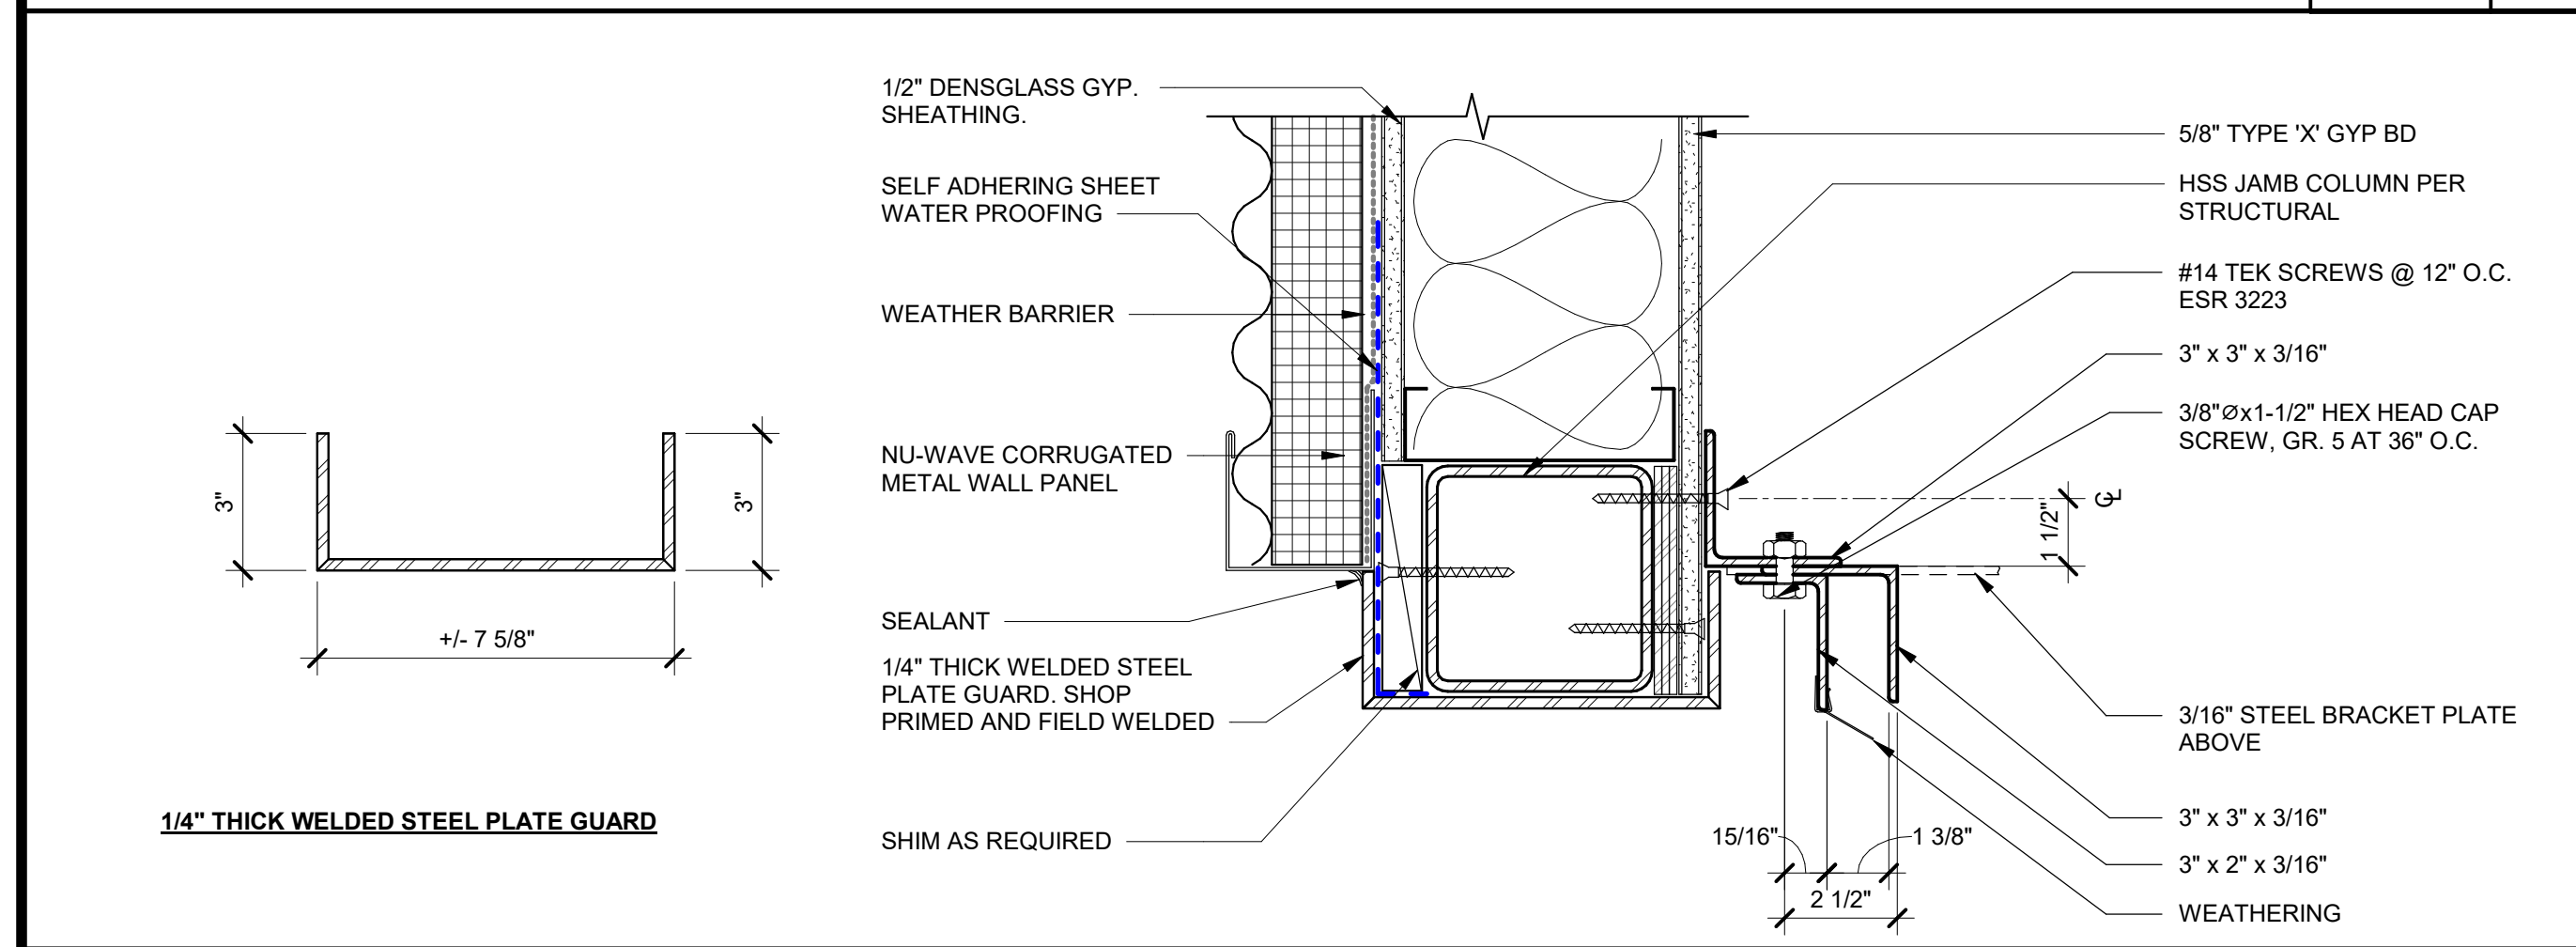 3"
3"
+/- 7 5/8"
1/4" THICK WELDED STEEL PLATE GUARD
1/2" DENSGLASS GYP.
SHEATHING.
SELF ADHERING SHEET
WATER PROOFING
WEATHER BARRIER
NU-WAVE CORRUGATED
METAL WALL PANEL
SEALANT
1/4" THICK WELDED STEEL
PLATE GUARD. SHOP
PRIMED AND FIELD WELDED
SHIM AS REQUIRED
5/8" TYPE 'X' GYP BD
HSS JAMB COLUMN PER
STRUCTURAL
#14 TEK SCREWS @ 12" O.C.
ESR 3223
3" x 3" x 3/16"
3/8"Øx1-1/2" HEX HEAD CAP
SCREW, GR. 5 AT 36" O.C.
℄
1 1/2"
3/16" STEEL BRACKET PLATE
ABOVE
3" x 3" x 3/16"
3" x 2" x 3/16"
WEATHERING
15/16"
1 3/8"
2 1/2"